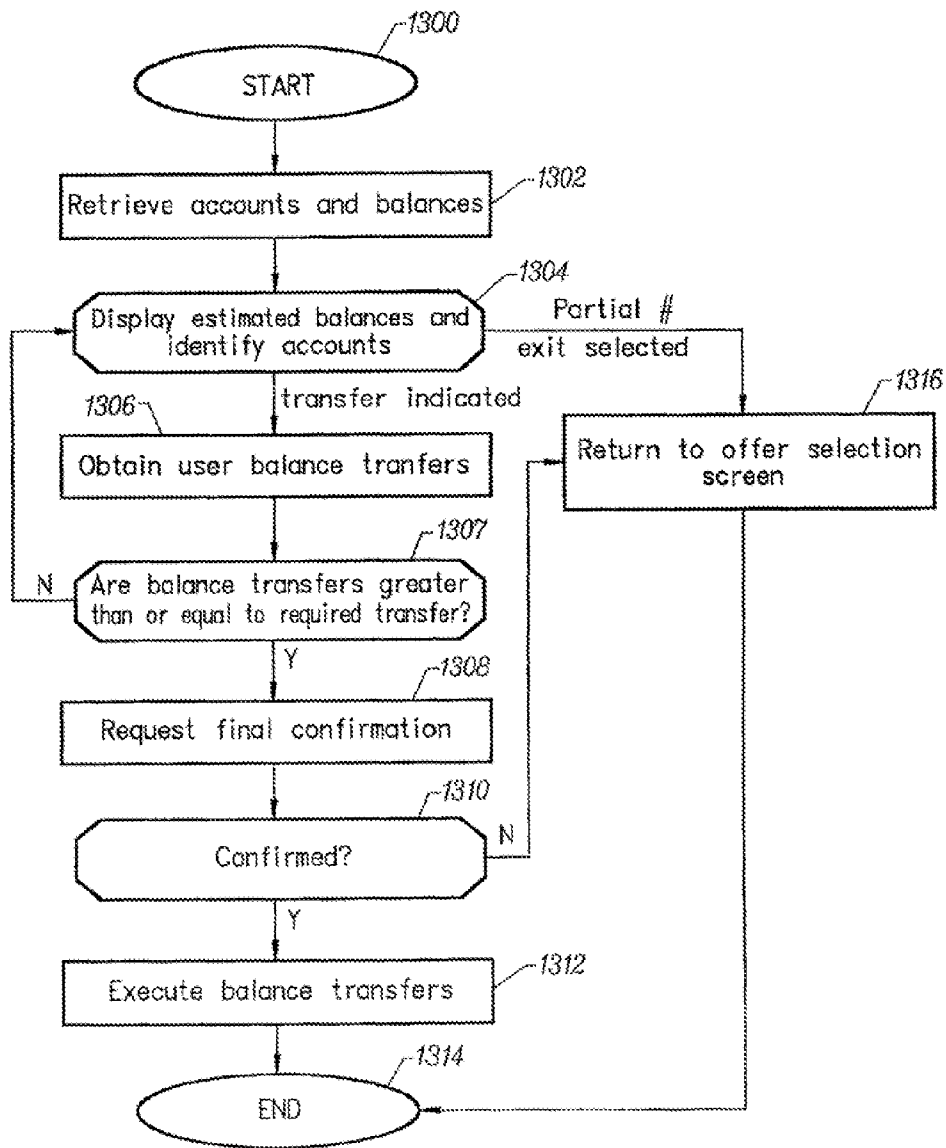 1300
START
1302
Retrieve accounts and balances
1304
Display estimated balances and
identify accounts
Partial #
exit selected
1306
transfer indicated
1316
Obtain user balance tranfers
Return to offer selection
screen
1307
N
Are balance transfers greater
than or equal to required transfer?
Y
1308
Request final confirmation
1310
Confirmed?
N
Y
1312
Execute balance transfers
1314
END